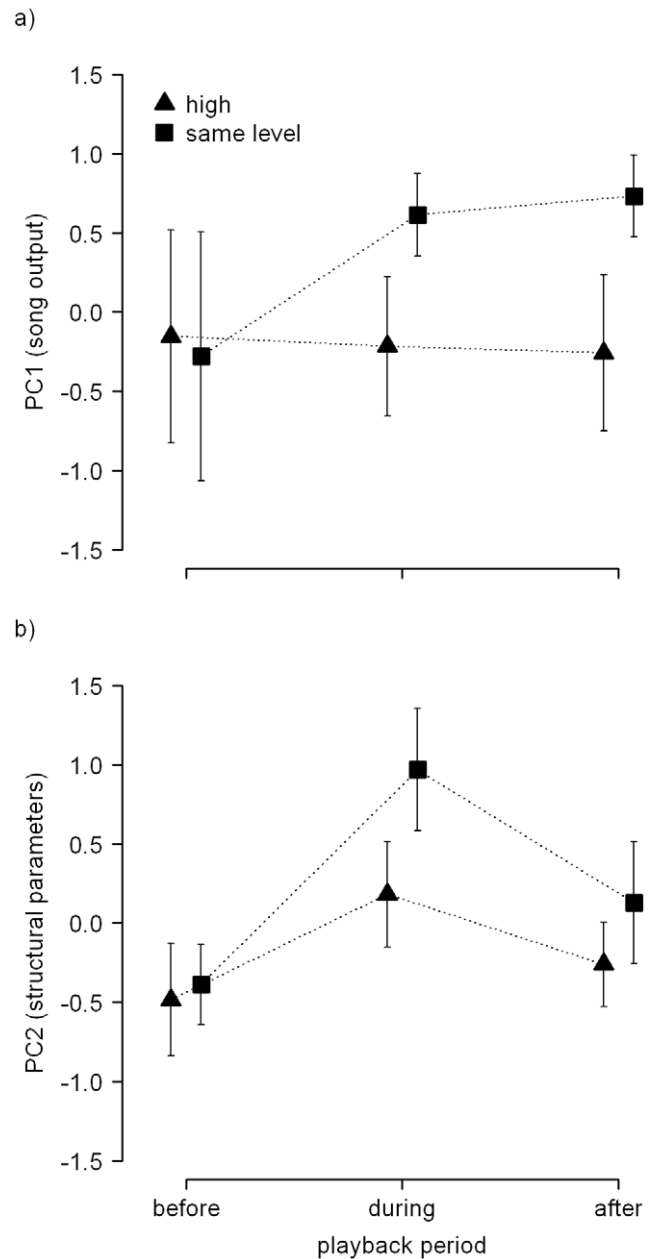 a)
1.5
1.0
0.5
0.0
-0.5
-1.0
-1.5
PC1 (song output)
high
same level
b)
1.5
1.0
0.5
0.0
-0.5
-1.0
-1.5
PC2 (structural parameters)
before during after
playback period